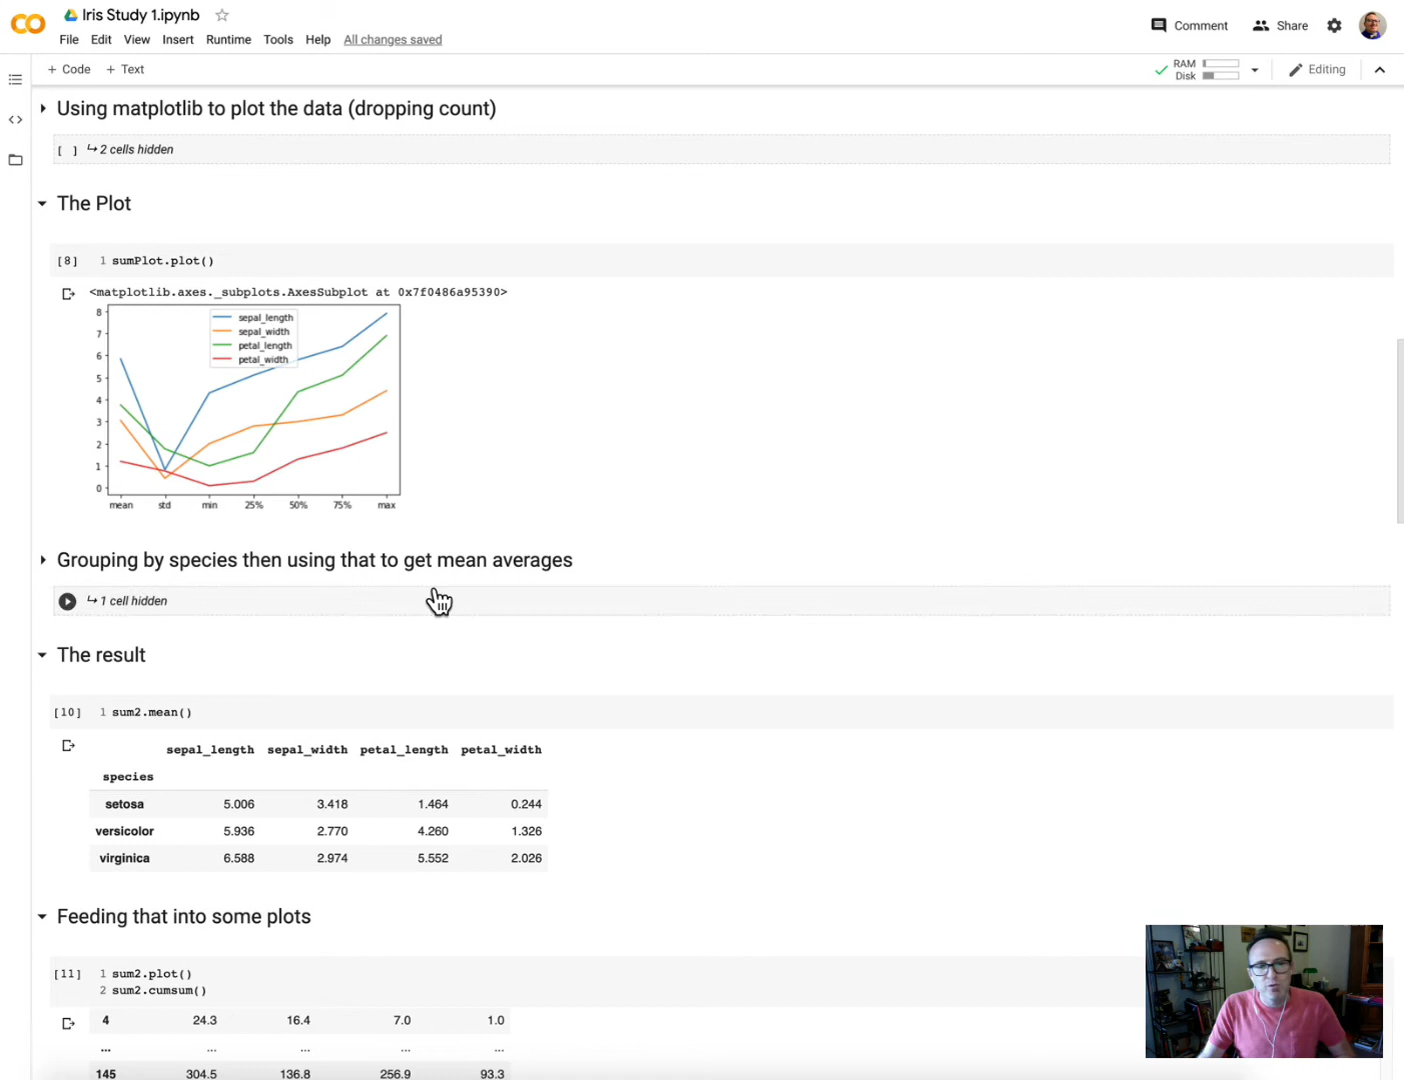 Iris Study 1.ipynb
File Edit View Insert Runtime Tools Help All changes saved
Comment Share
+ Code + Text
RAM
Disk
Editing
Using matplotlib to plot the data (dropping count)
[ ] 2 cells hidden
The Plot
[8] 1 sumPlot.plot()
<matplotlib.axes._subplots.AxesSubplot at 0x7f0486a95390>
8
7
6
5
4
3
2
1
0
sepal_length
sepal_width
petal_length
petal_width
mean std min 25% 50% 75% max
Grouping by species then using that to get mean averages
1 cell hidden
The result
[10] 1 sum2.mean()
sepal_length sepal_width petal_length petal_width
species
setosa 5.006 3.418 1.464 0.244
versicolor 5.936 2.770 4.260 1.326
virginica 6.588 2.974 5.552 2.026
Feeding that into some plots
[11] 1 sum2.plot()
2 sum2.cumsum()
4 24.3 16.4 7.0 1.0
... ... ... ... ...
145 304.5 136.8 256.9 93.3